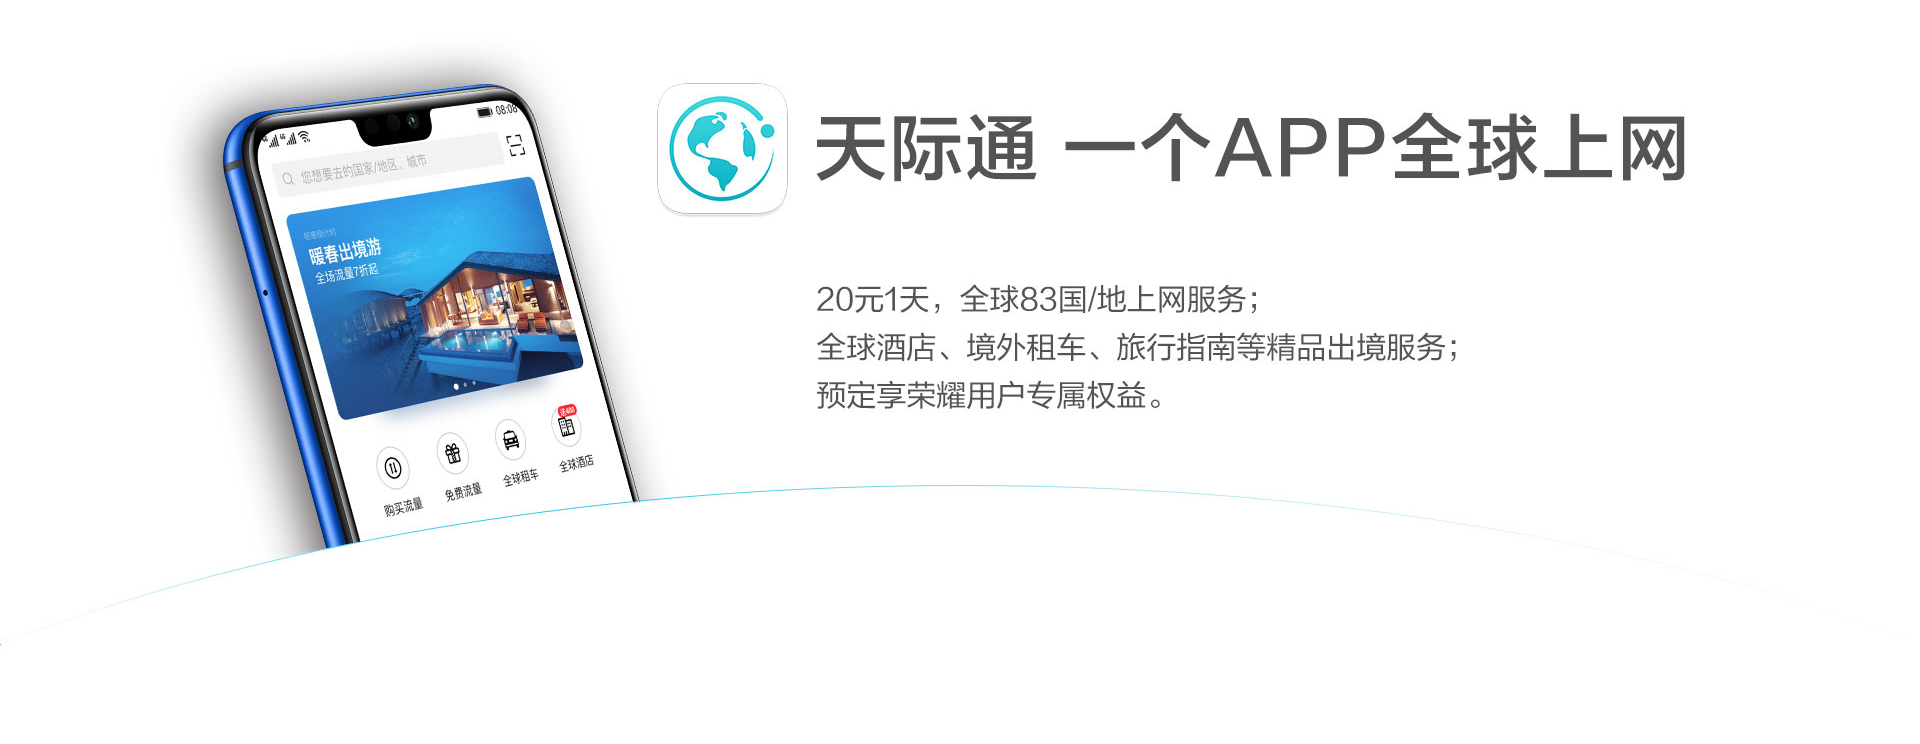 08:08
您想要去的国家/地区、城市
暖春出境游
全场流量7折起
购买流量
免费流量
全球租车
全球酒店
天际通 一个APP全球上网
20元1天，全球83国/地上网服务；
全球酒店、境外租车、旅行指南等精品出境服务；
预定享荣耀用户专属权益。